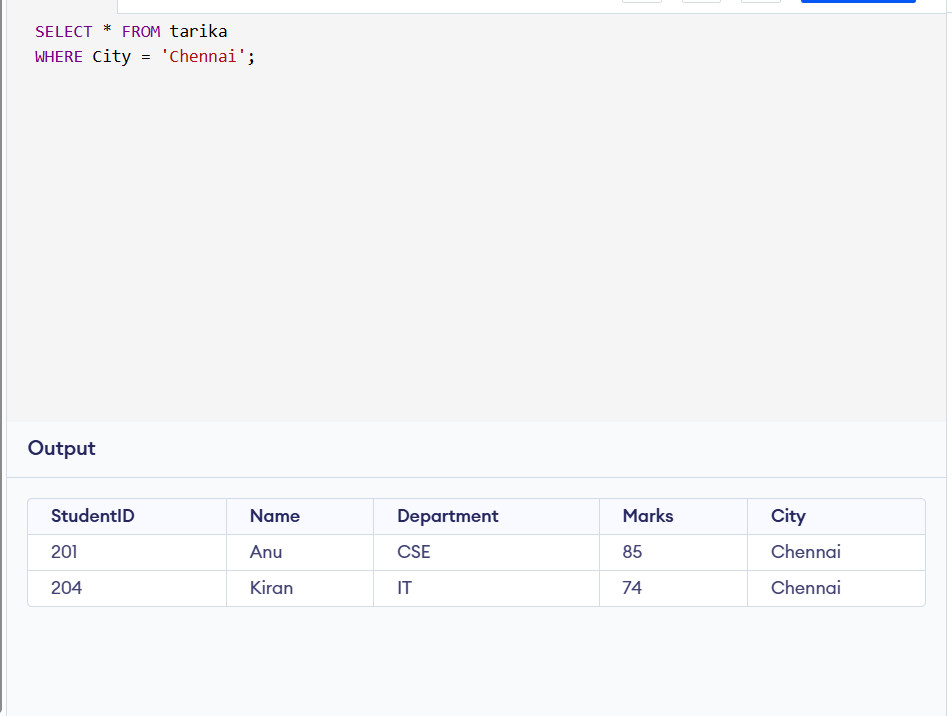 SELECT * FROM tarika
WHERE City = 'Chennai';
Output
StudentID Name Department Marks City
201 Anu CSE 85 Chennai
204 Kiran IT 74 Chennai